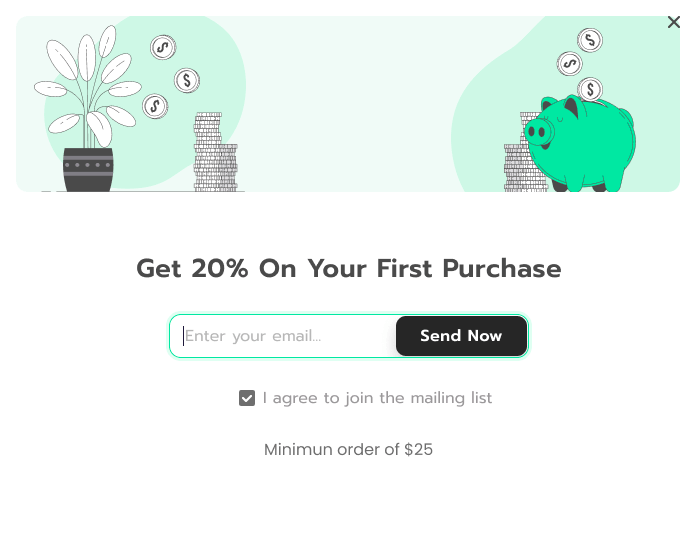 Get 20% On Your First Purchase
Enter your email...
Send Now
I agree to join the mailing list
Minimun order of $25